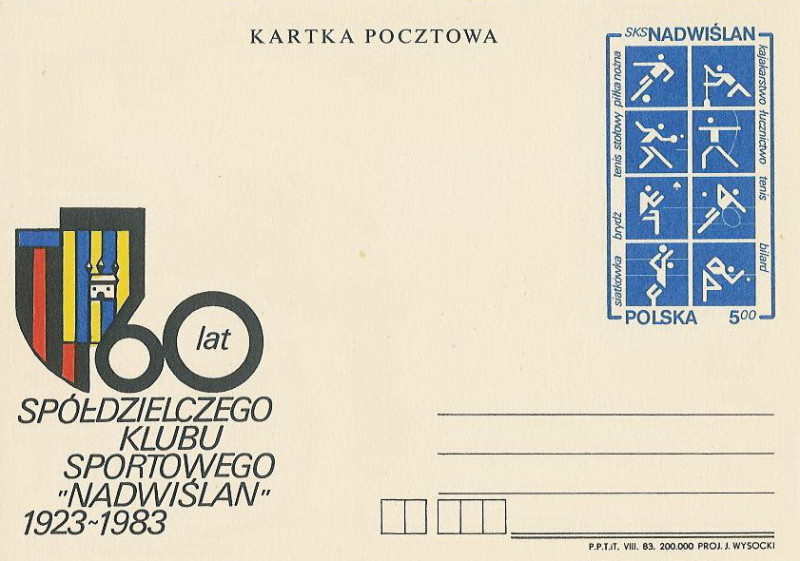 KARTKA POCZTOWA
SKS NADWIŚLAN
piłka nożna
kajakarstwo
tenis stołowy
łucznictwo
brydż
tenis
siatkówka
bilard
POLSKA 5 00
60 lat
SPÓŁDZIELCZEGO
KLUBU
SPORTOWEGO
"NADWIŚLAN"
1923~1983
P.P.T.iT. VIII. 83. 200.000 PROJ. J. WYSOCKI